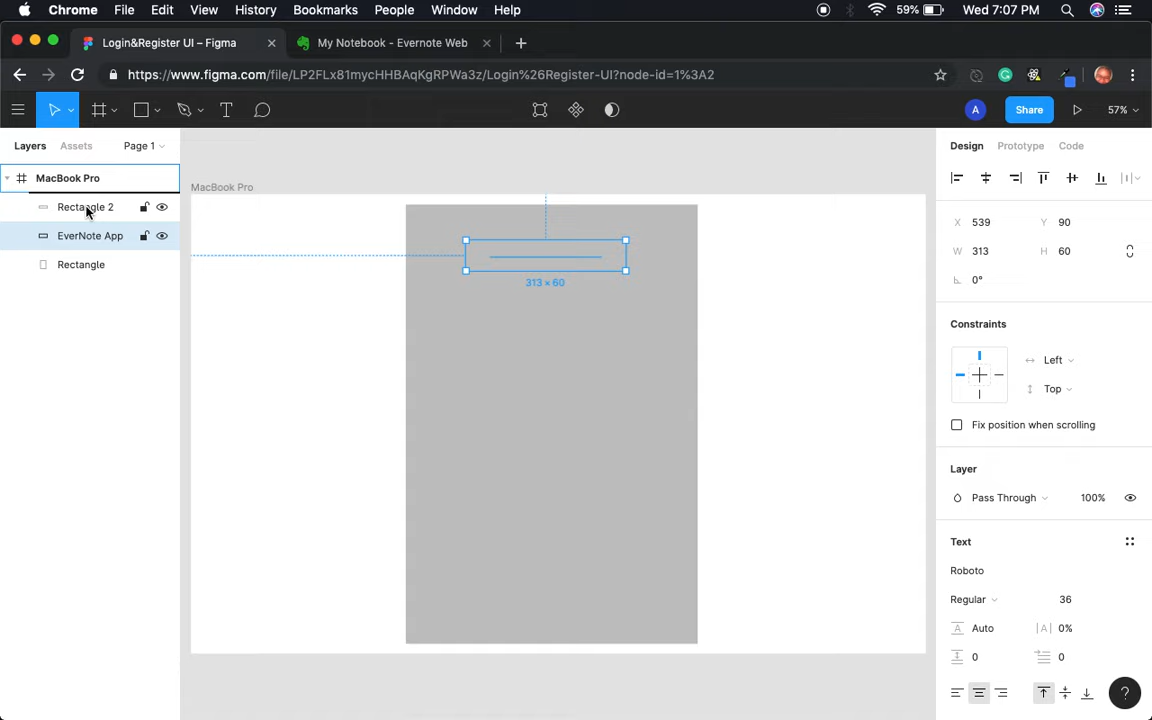 Chrome File Edit View History Bookmarks People Window Help 59% Wed 7:07 PM
Login&Register UI – Figma My Notebook - Evernote Web
https://www.figma.com/file/LP2FLx81mycHHBAqKgRPWa3z/Login%26Register-UI?node-id=1%3A2
A Share 57%
Layers Assets Page 1 Design Prototype Code
MacBook Pro
MacBook Pro
Rectangle 2
EverNote App
Rectangle
313 × 60
X 539 Y 90
W 313 H 60
0°
Constraints
Left
Top
Fix position when scrolling
Layer
Pass Through 100%
Text
Roboto
Regular 36
A Auto |A| 0%
0 0
?